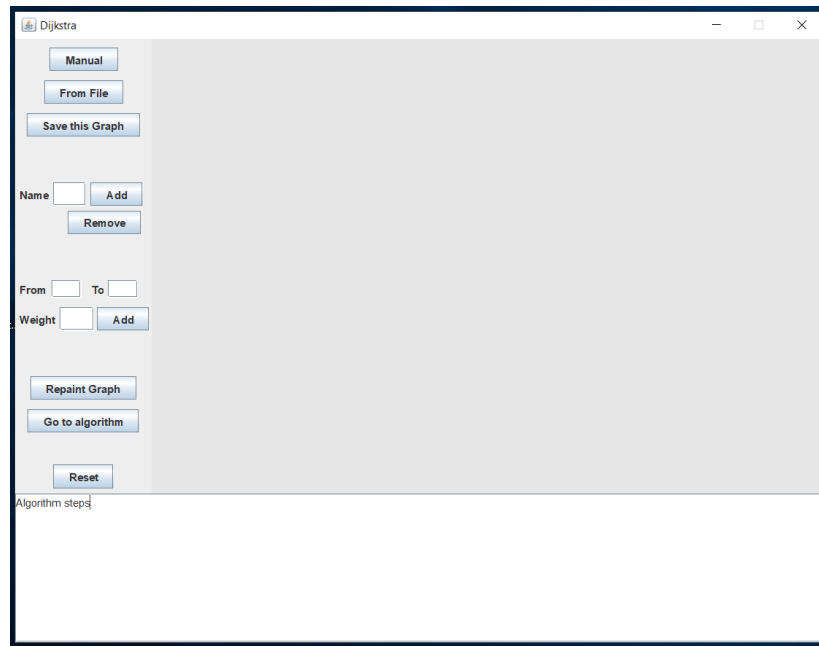 Dijkstra
Manual
From File
Save this Graph
Name Add
Remove
From To
Weight Add
Repaint Graph
Go to algorithm
Reset
Algorithm steps